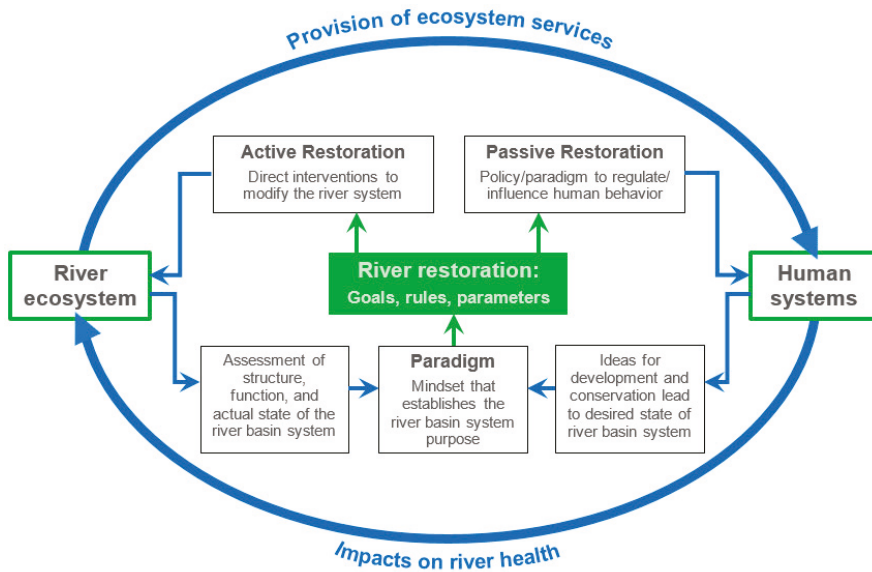 Provision of ecosystem services
Active Restoration
Direct interventions to
modify the river system
Passive Restoration
Policy/paradigm to regulate/
influence human behavior
River
ecosystem
River restoration:
Goals, rules, parameters
Human
systems
Assessment of
structure,
function, and
actual state of the
river basin system
Paradigm
Mindset that
establishes the
river basin system
purpose
Ideas for
development and
conservation lead
to desired state of
river basin system
Impacts on river health